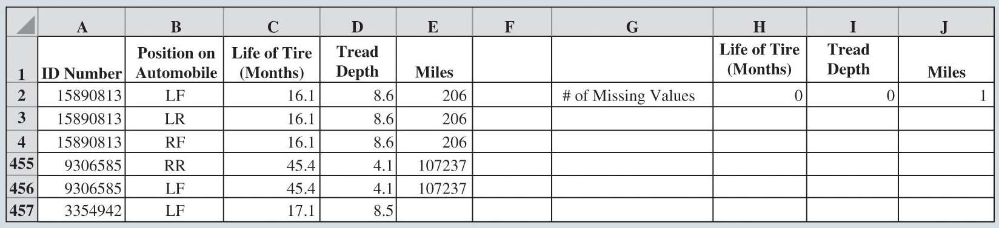 A B C D E F G H I J
1 ID Number Position on Automobile Life of Tire (Months) Tread Depth Miles Life of Tire (Months) Tread Depth Miles
2 15890813 LF 16.1 8.6 206 # of Missing Values 0 0 1
3 15890813 LR 16.1 8.6 206
4 15890813 RF 16.1 8.6 206
455 9306585 RR 45.4 4.1 107237
456 9306585 LF 45.4 4.1 107237
457 3354942 LF 17.1 8.5